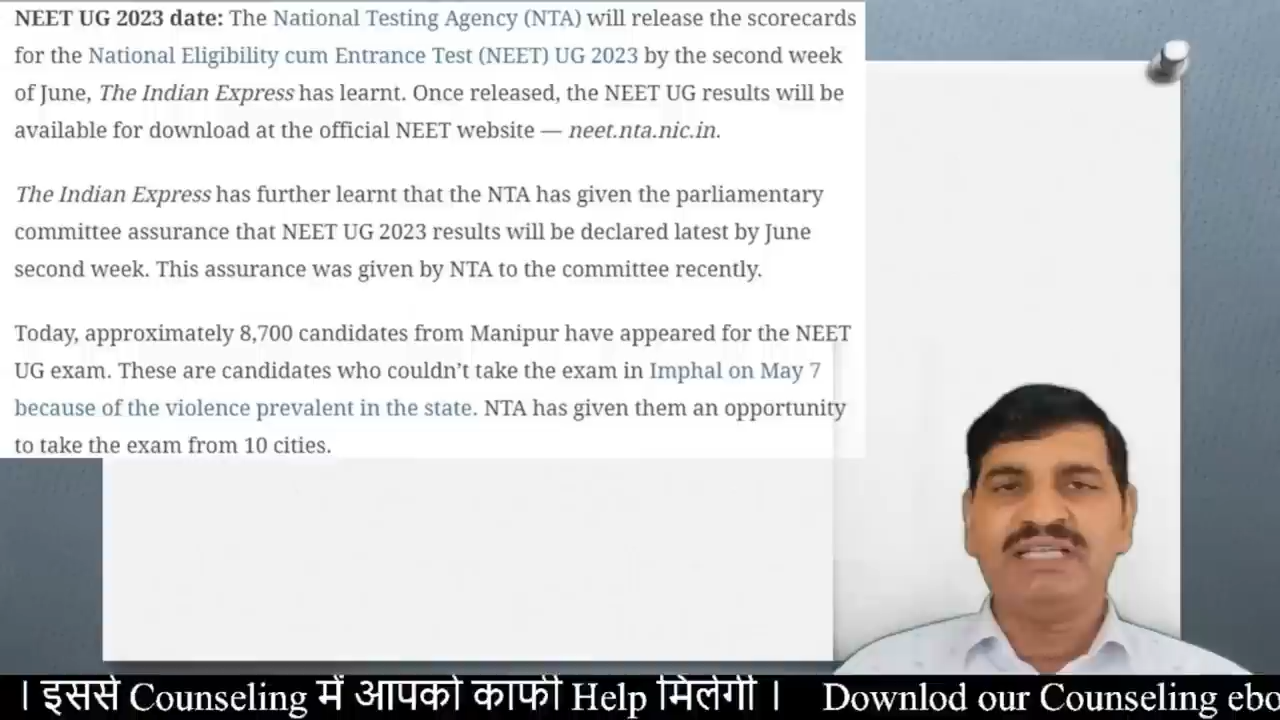 NEET UG 2023 date: The National Testing Agency (NTA) will release the scorecards
for the National Eligibility cum Entrance Test (NEET) UG 2023 by the second week
of June, The Indian Express has learnt. Once released, the NEET UG results will be
available for download at the official NEET website — neet.nta.nic.in.
The Indian Express has further learnt that the NTA has given the parliamentary
committee assurance that NEET UG 2023 results will be declared latest by June
second week. This assurance was given by NTA to the committee recently.
Today, approximately 8,700 candidates from Manipur have appeared for the NEET
UG exam. These are candidates who couldn’t take the exam in Imphal on May 7
because of the violence prevalent in the state. NTA has given them an opportunity
to take the exam from 10 cities.
। इससे Counseling में आपको काफी Help मिलेगी । Downlod our Counseling